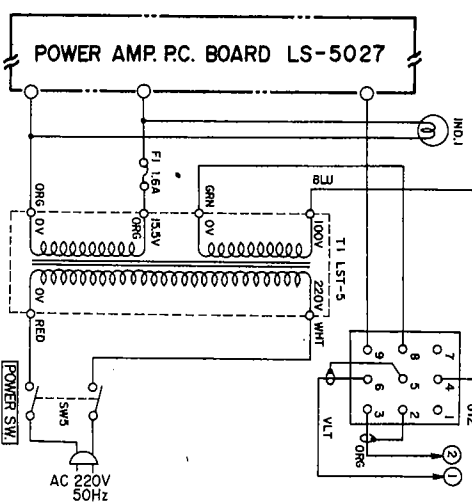 POWER AMP. P.C. BOARD LS-5027
IND.1
F1 1.6A
BLU
ORG
0V
ORG
15.5V
GRN
0V
100V
T1 LST-5
0V
220V
RED
WHT
POWER SW.
SW5
AC 220V
50Hz
9
8
7
6
5
4
3
2
1
VLT
ORG
2
1